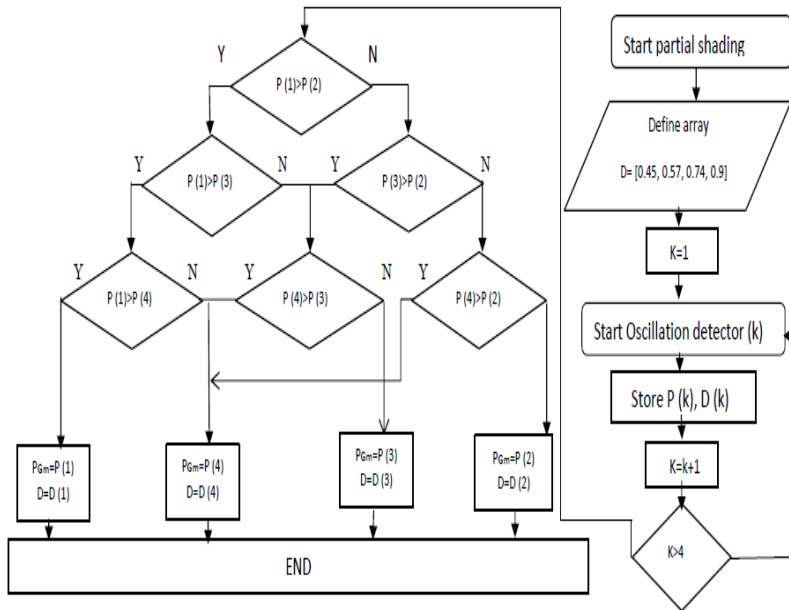 Y
N
P (1)>P (2)
Y
P (1)>P (3)
N
Y
P (3)>P (2)
N
Y
P (1)>P (4)
N
Y
P (4)>P (3)
N
Y
P (4)>P (2)
PGm=P (1)
D=D (1)
PGm=P (4)
D=D (4)
PGm=P (3)
D=D (3)
PGm=P (2)
D=D (2)
END
Start partial shading
Define array
D= [0.45, 0.57, 0.74, 0.9]
K=1
Start Oscillation detector (k)
Store P (k), D (k)
K=k+1
K>4